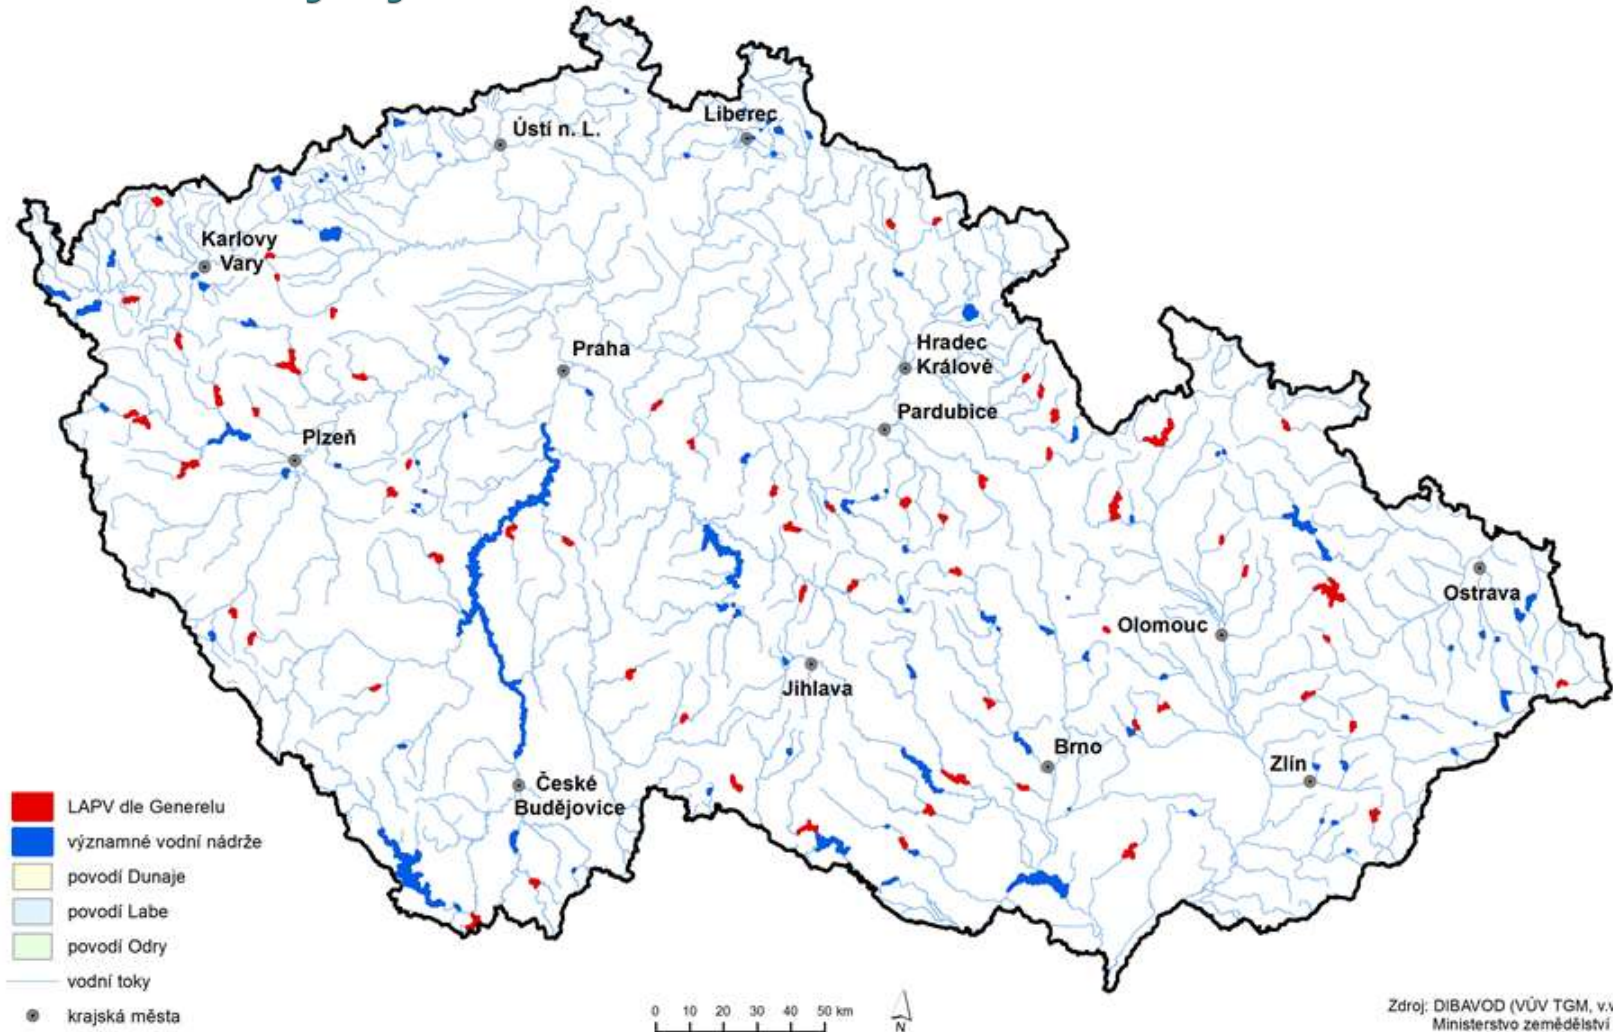 Ústí n. L.
Liberec
Karlovy
Vary
Praha
Hradec
Králově
Pardubice
Plzeň
Ostrava
Olomouc
Jihlava
Brno
Zlín
České
Budějovice
LAPV dle Generelu
významné vodní nádrže
povodí Dunaje
povodí Labe
povodí Odry
vodní toky
krajská města
0 10 20 30 40 50 km
N
Zdroj: DIBAVOD (VÚV TGM, v.v
Ministerstvo zemědělství